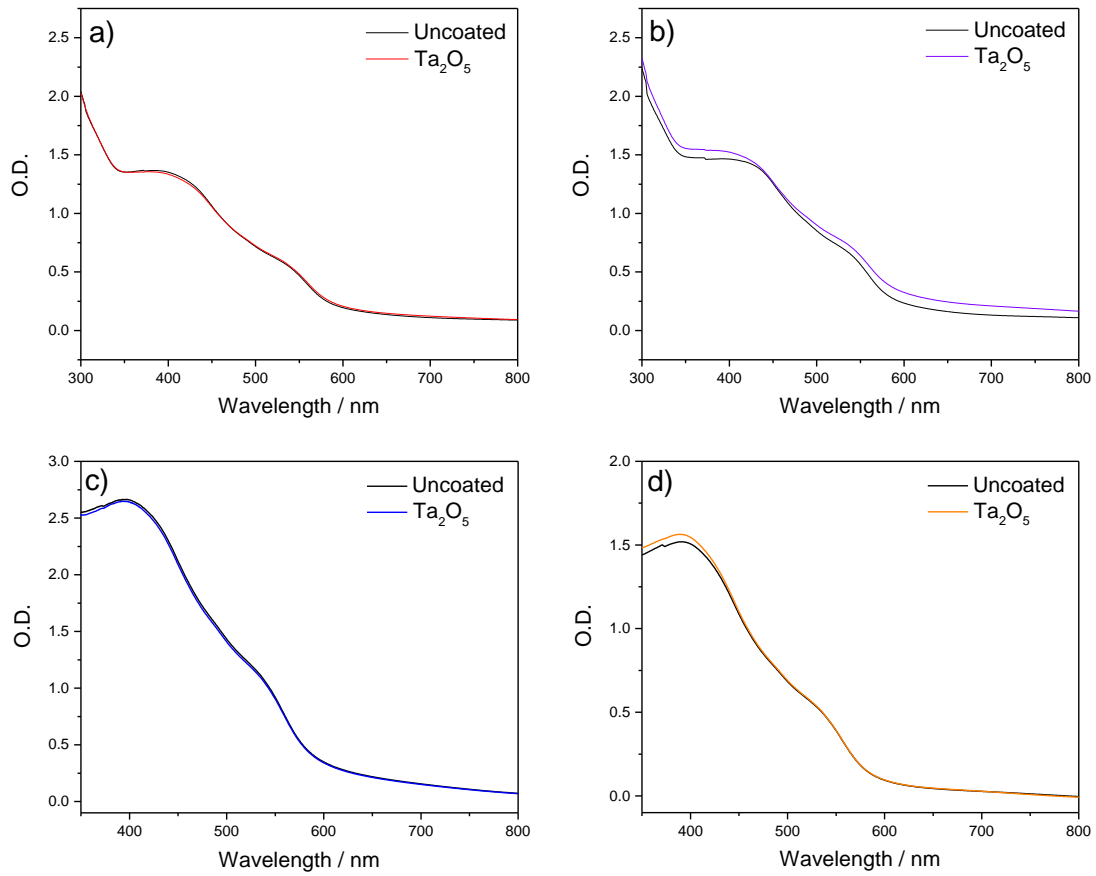 a)
Uncoated
Ta₂O₅
2.5
2.0
1.5
1.0
0.5
0.0
O.D.
300 400 500 600 700 800
Wavelength / nm
b)
Uncoated
Ta₂O₅
2.5
2.0
1.5
1.0
0.5
0.0
O.D.
300 400 500 600 700 800
Wavelength / nm
c)
Uncoated
Ta₂O₅
3.0
2.5
2.0
1.5
1.0
0.5
0.0
O.D.
400 500 600 700 800
Wavelength / nm
d)
Uncoated
Ta₂O₅
2.0
1.5
1.0
0.5
0.0
O.D.
400 500 600 700 800
Wavelength / nm